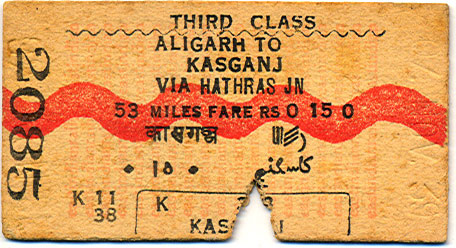 2085
THIRD CLASS
ALIGARH TO
KASGANJ
VIA HATHRAS JN
53 MILES FARE RS 0 15 0
कासगञ्ज
کاسگنج
K 11
38
K
KAS